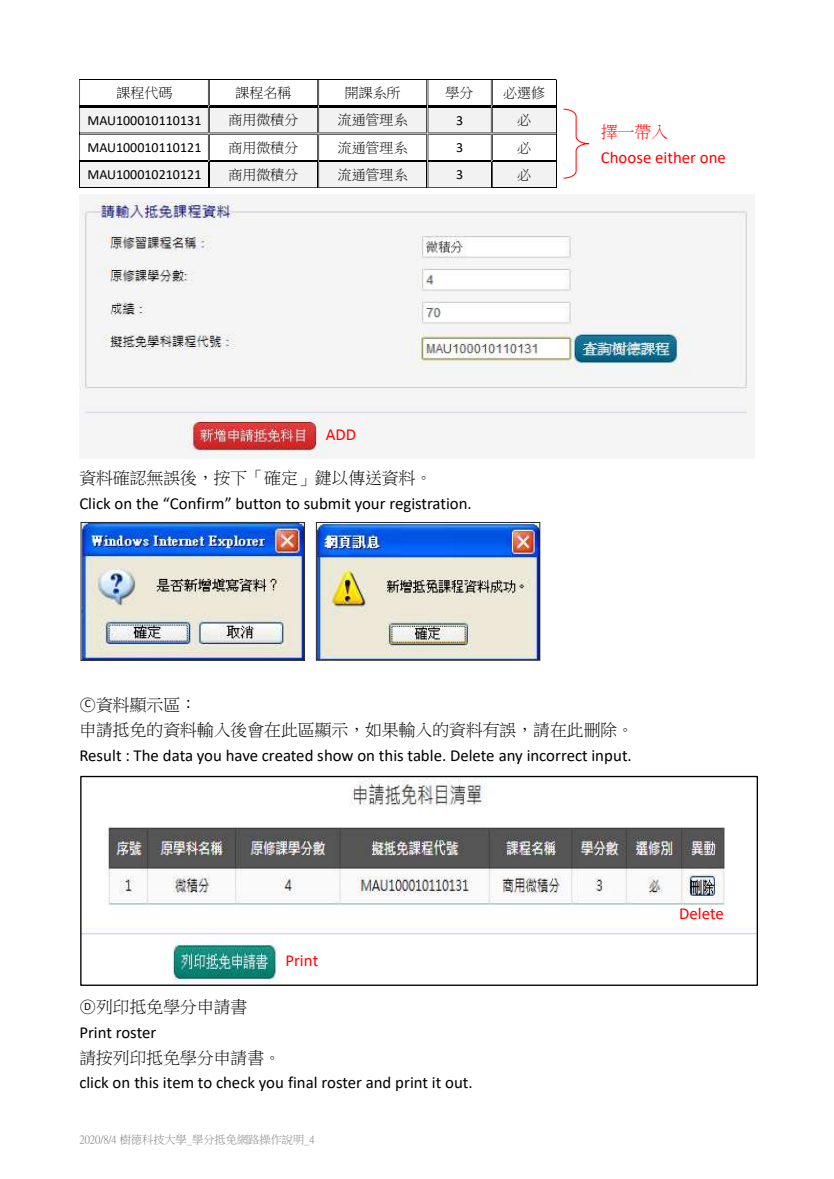 課程代碼 課程名稱 開課系所 學分 必選修
MAU100010110131 商用微積分 流通管理系 3 必
MAU100010110121 商用微積分 流通管理系 3 必
MAU100010210121 商用微積分 流通管理系 3 必
擇一帶入
Choose either one
請輸入抵免課程資料
原修習課程名稱： 微積分
原修課學分數: 4
成績： 70
擬抵免學科課程代號： MAU100010110131 查詢樹德課程
新增申請抵免科目 ADD
資料確認無誤後，按下「確定」鍵以傳送資料。
Click on the “Confirm” button to submit your registration.
Windows Internet Explorer
是否新增填寫資料？
確定 取消
網頁訊息
新增抵免課程資料成功。
確定
Ⓒ資料顯示區：
申請抵免的資料輸入後會在此區顯示，如果輸入的資料有誤，請在此刪除。
Result : The data you have created show on this table. Delete any incorrect input.
申請抵免科目清單
序號 原學科名稱 原修課學分數 擬抵免課程代號 課程名稱 學分數 選修別 異動
1 微積分 4 MAU100010110131 商用微積分 3 必 刪除
Delete
列印抵免申請書 Print
Ⓓ列印抵免學分申請書
Print roster
請按列印抵免學分申請書。
click on this item to check you final roster and print it out.
2020/8/4 樹德科技大學_學分抵免網路操作說明_4